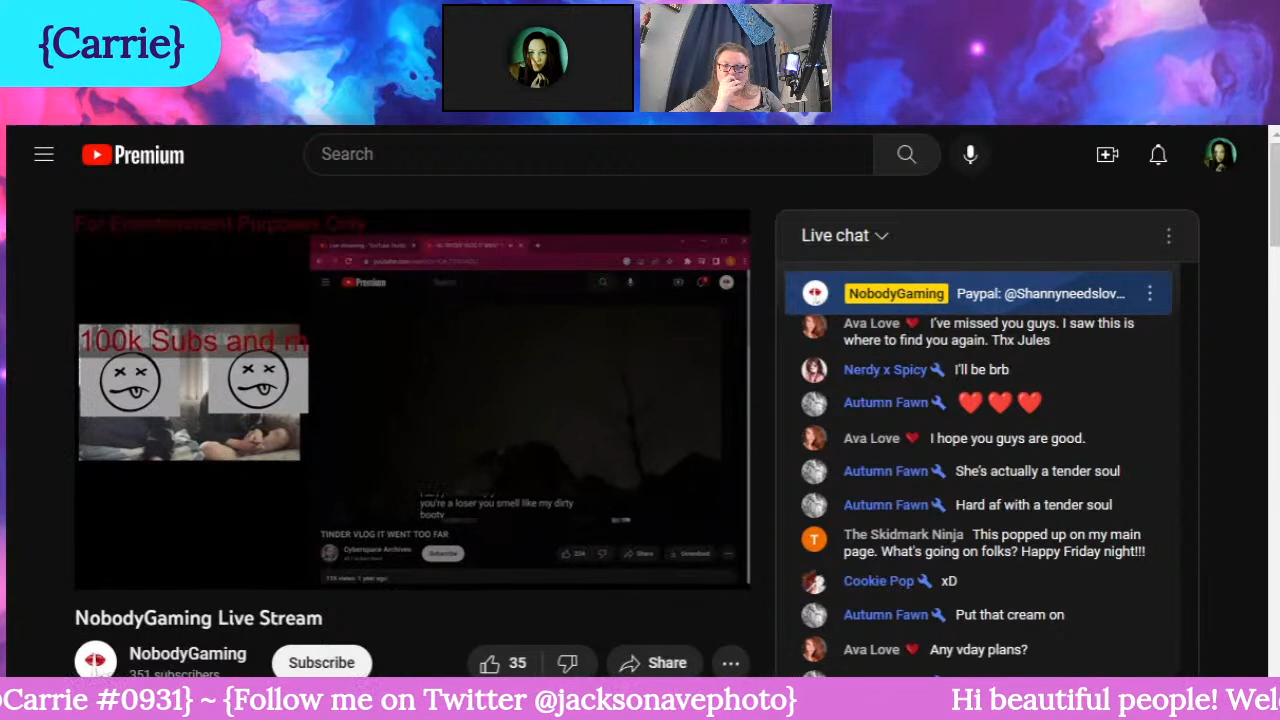 {Carrie}
Premium
Search
For Entertainment Purposes Only
100k Subs and m
Premium
Search
you're a loser you smell like my dirty
booty
TINDER VLOG IT WENT TOO FAR
Cyberspace Archives
Subscribe
Share
Download
NobodyGaming Live Stream
NobodyGaming
351 subscribers
Subscribe
35
Share
Live chat
NobodyGaming Paypal: @Shannyneedslov...
Ava Love I've missed you guys. I saw this is
where to find you again. Thx Jules
Nerdy x Spicy I'll be brb
Autumn Fawn ❤️❤️❤️
Ava Love I hope you guys are good.
Autumn Fawn She's actually a tender soul
Autumn Fawn Hard af with a tender soul
T The Skidmark Ninja This popped up on my main
page. What's going on folks? Happy Friday night!!!
Cookie Pop xD
Autumn Fawn Put that cream on
Ava Love Any vday plans?
Carrie #0931} ~ {Follow me on Twitter @jacksonavephoto} Hi beautiful people! Wel